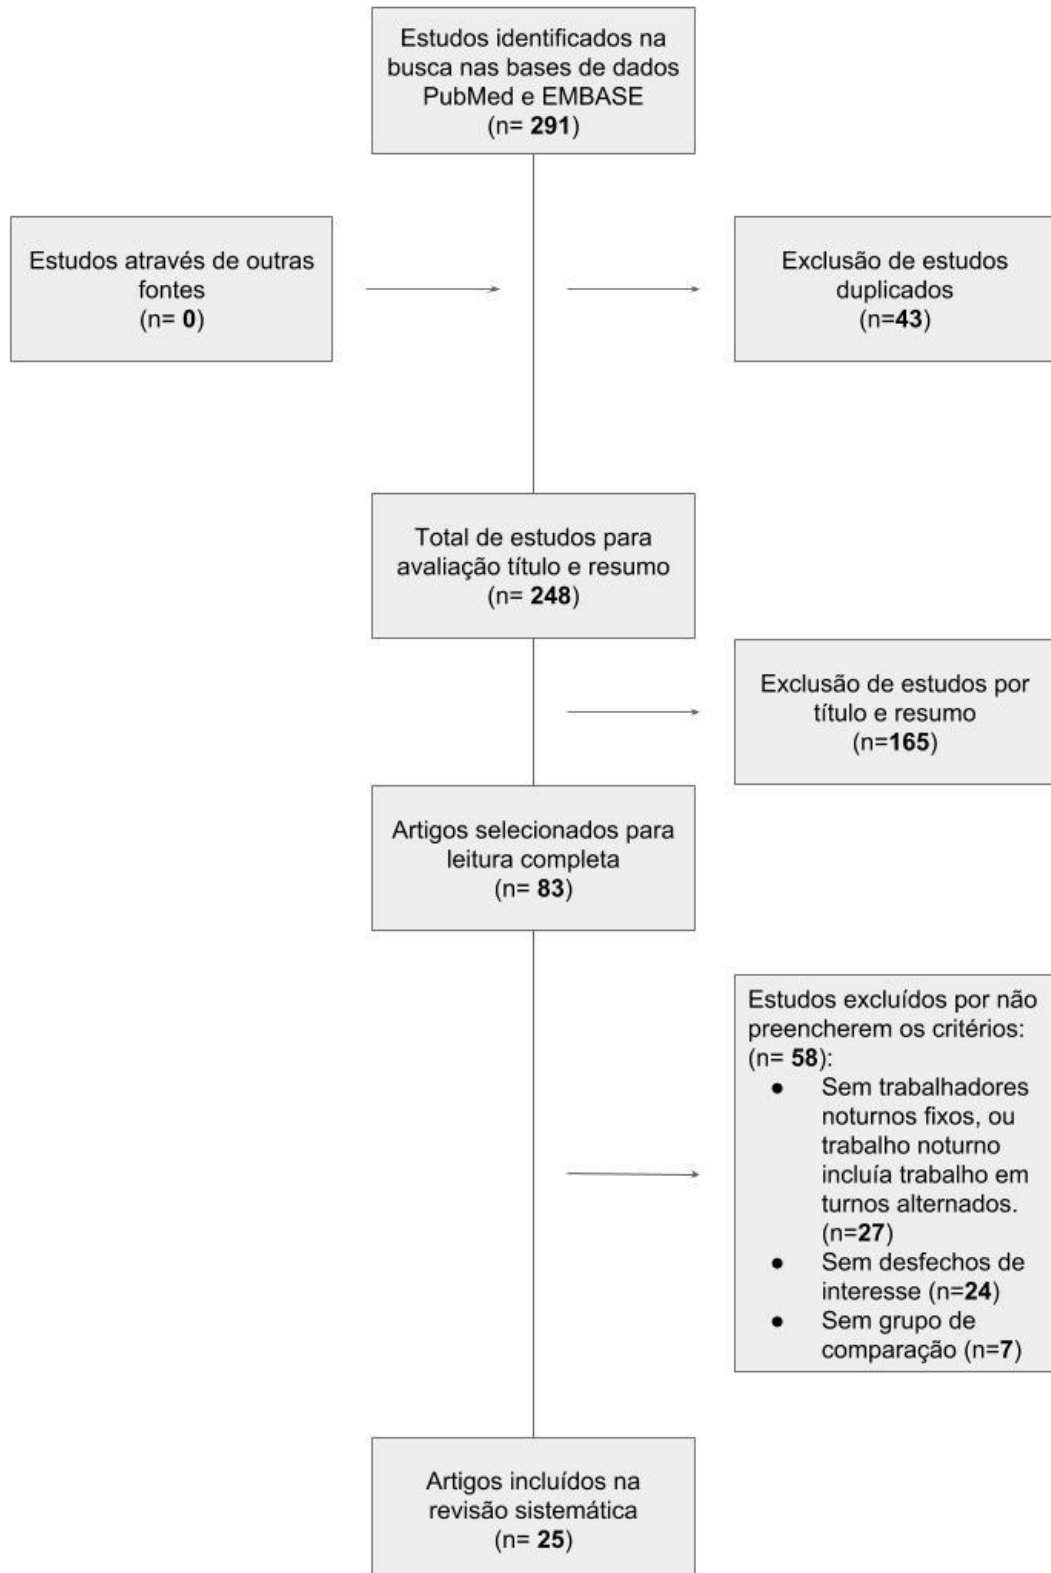 Estudos identificados na
busca nas bases de dados
PubMed e EMBASE
(n= 291)
Estudos através de outras
fontes
(n= 0)
Exclusão de estudos
duplicados
(n=43)
Total de estudos para
avaliação título e resumo
(n= 248)
Exclusão de estudos por
título e resumo
(n=165)
Artigos selecionados para
leitura completa
(n= 83)
Estudos excluídos por não
preencherem os critérios:
(n= 58):
● Sem trabalhadores
noturnos fixos, ou
trabalho noturno
incluía trabalho em
turnos alternados.
(n=27)
● Sem desfechos de
interesse (n=24)
● Sem grupo de
comparação (n=7)
Artigos incluídos na
revisão sistemática
(n= 25)